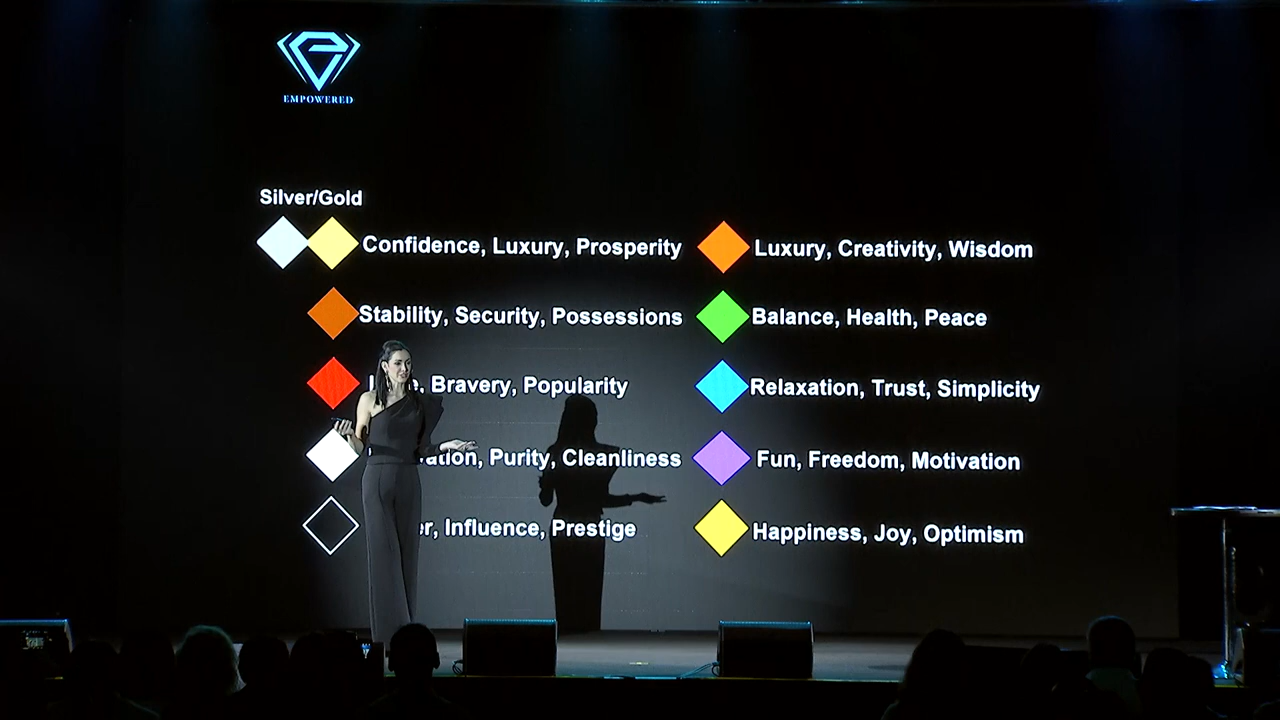 EMPOWERED
Silver/Gold
Confidence, Luxury, Prosperity
Stability, Security, Possessions
Bravery, Popularity
Purity, Cleanliness
Influence, Prestige
Luxury, Creativity, Wisdom
Balance, Health, Peace
Relaxation, Trust, Simplicity
Fun, Freedom, Motivation
Happiness, Joy, Optimism